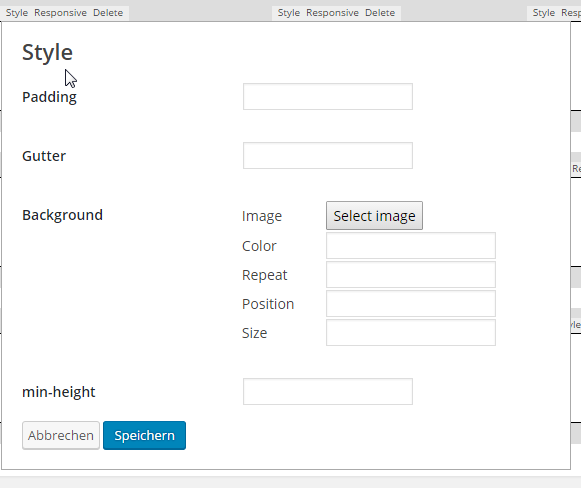 Style Responsive Delete Style Responsive Delete Style
Style
Padding
Gutter
Background
Image Select image
Color
Repeat
Position
Size
min-height
Abbrechen Speichern